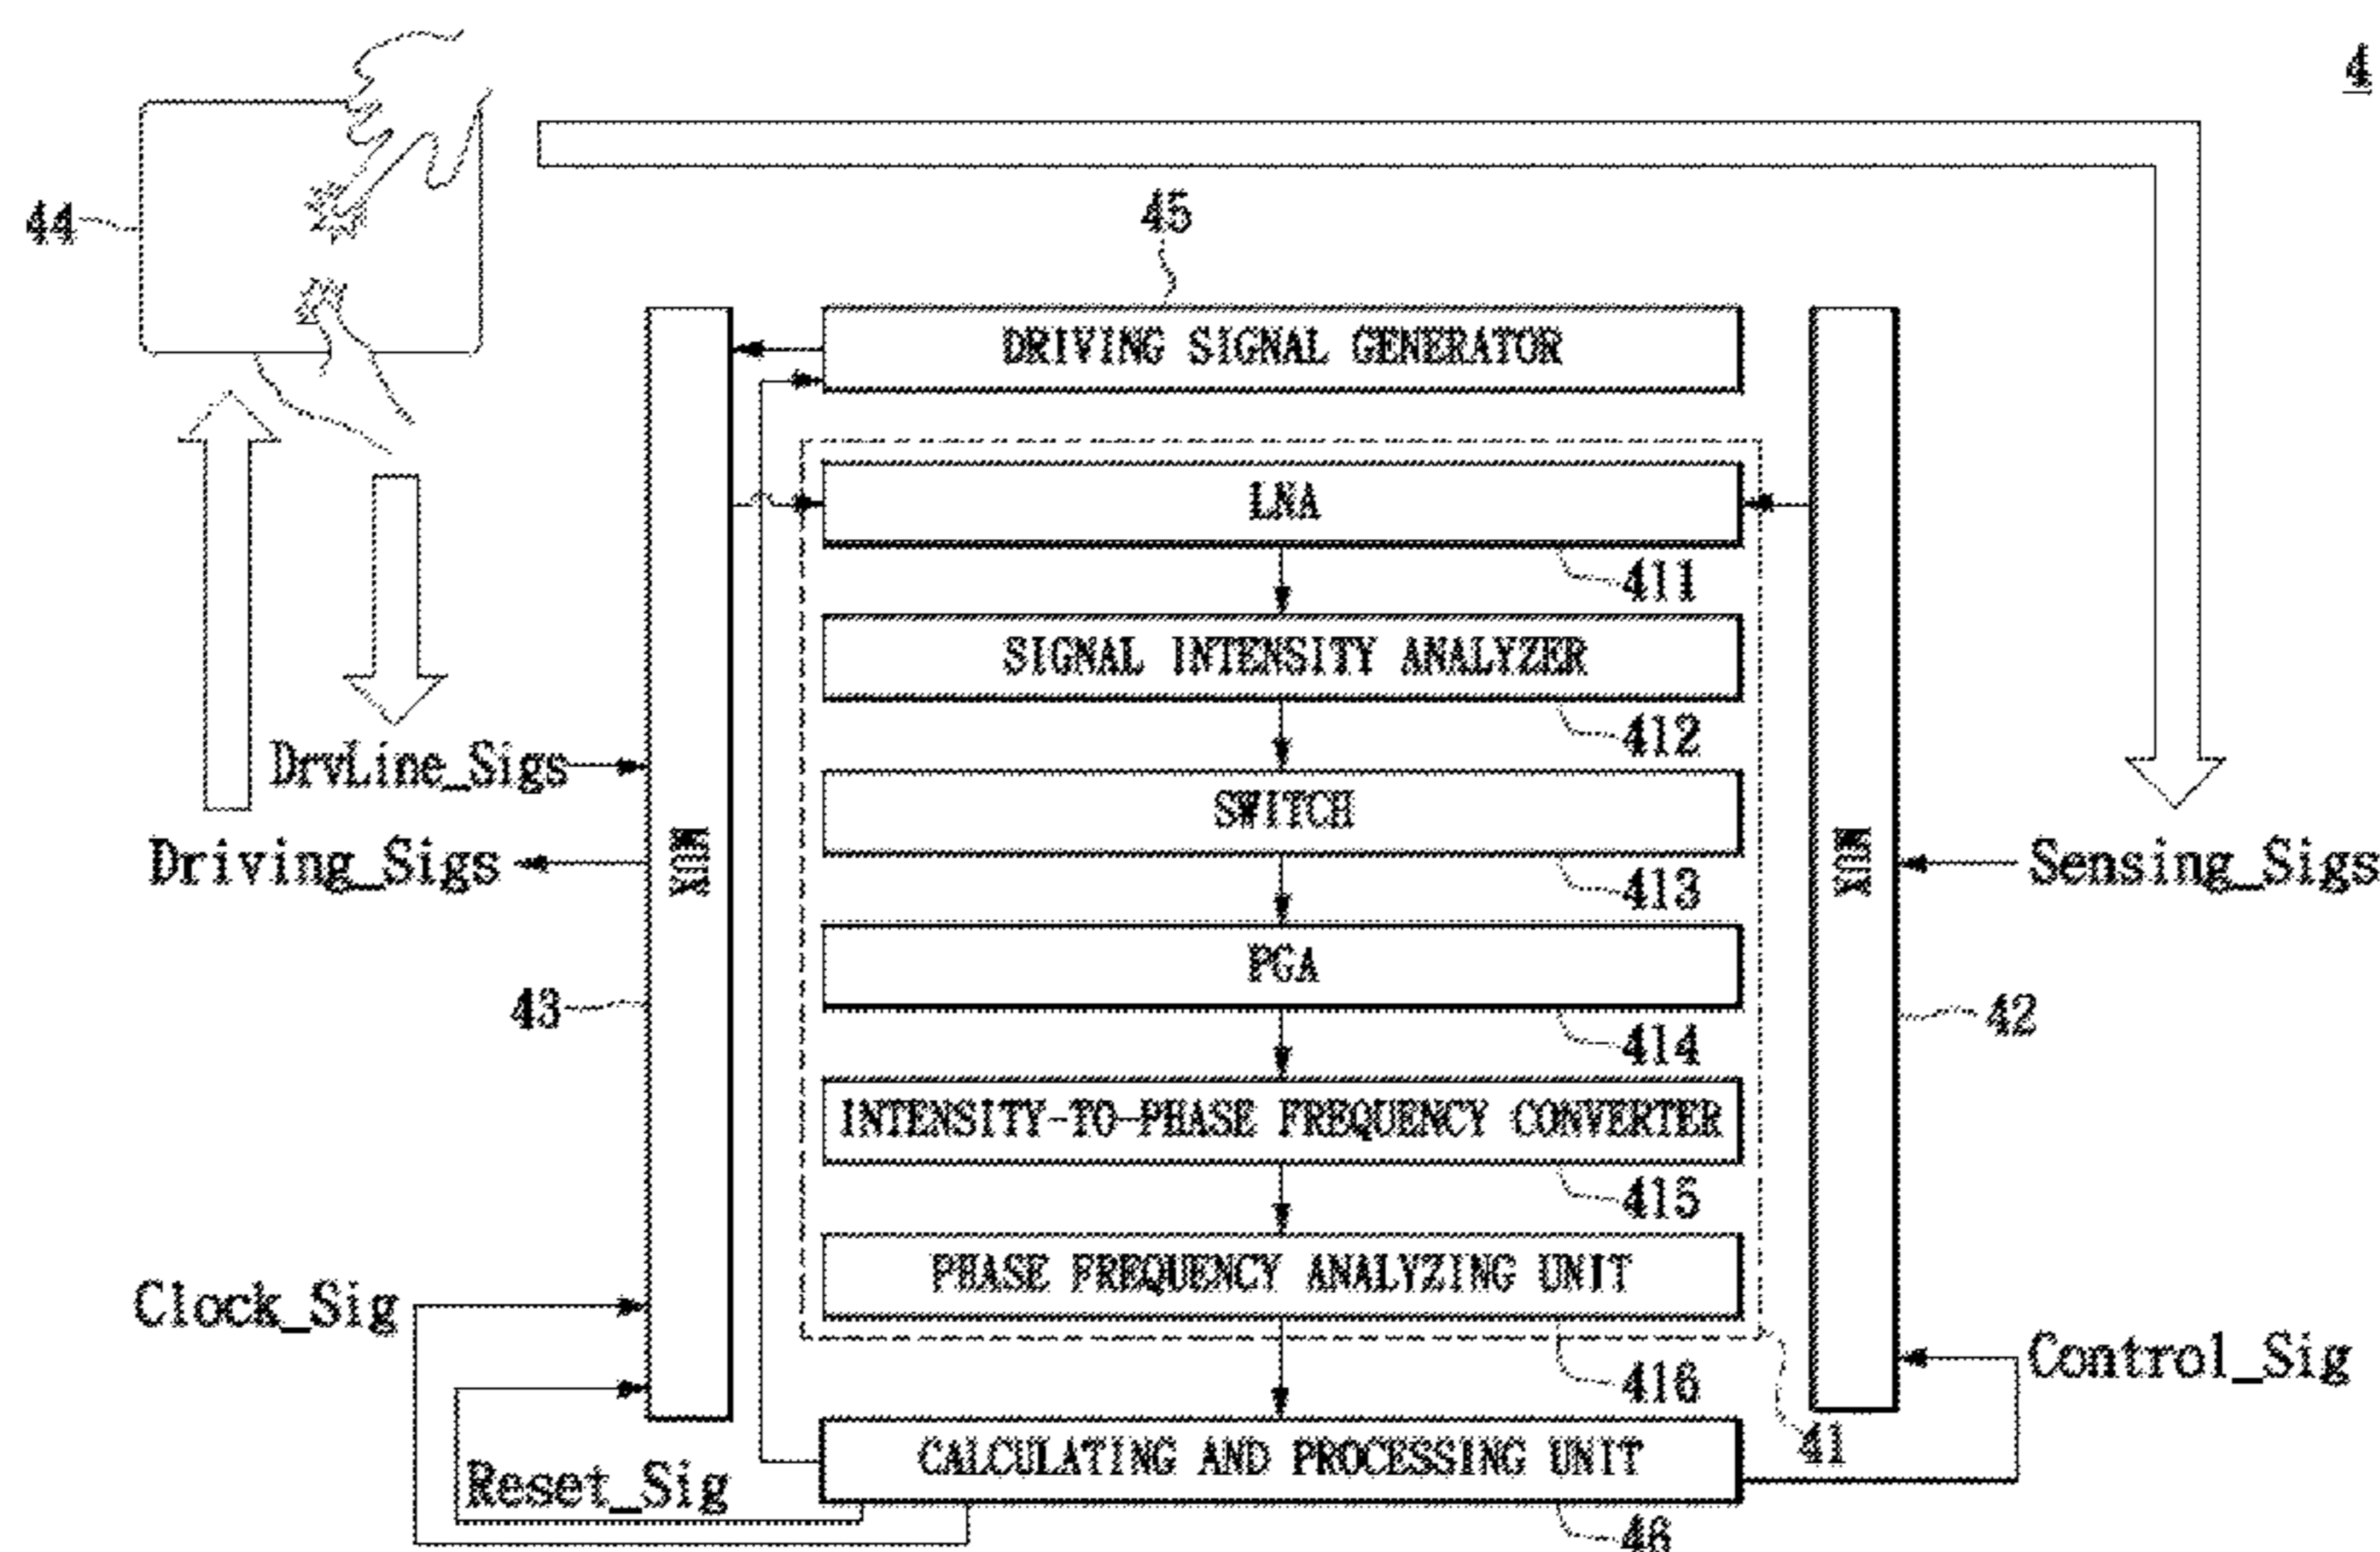 4
44
45
DRIVING SIGNAL GENERATOR
LNA
411
SIGNAL INTENSITY ANALYZER
412
DrvLine_Sigs
SWITCH
413
Driving_Sigs
MUX
MUX
Sensing_Sigs
PGA
414
43
42
INTENSITY-TO-PHASE FREQUENCY CONVERTER
415
PHASE FREQUENCY ANALYZING UNIT
416
Clock_Sig
Control_Sig
41
CALCULATING AND PROCESSING UNIT
Reset_Sig
46